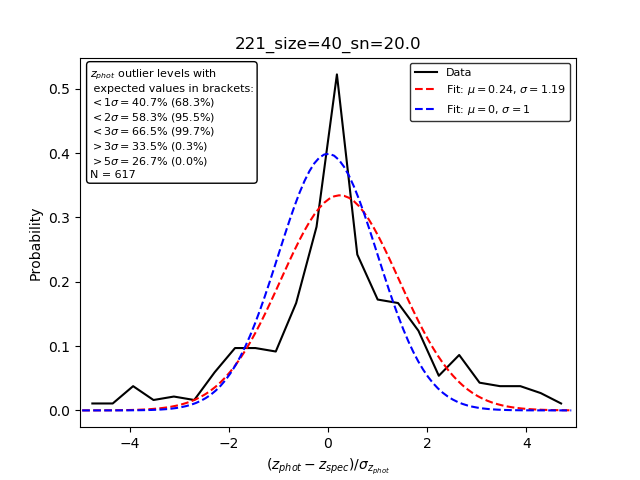 221_size=40_sn=20.0
z_phot outlier levels with
expected values in brackets:
<1σ=40.7% (68.3%)
<2σ=58.3% (95.5%)
<3σ=66.5% (99.7%)
>3σ=33.5% (0.3%)
>5σ=26.7% (0.0%)
N = 617
Data
Fit: μ=0.24, σ=1.19
Fit: μ=0, σ=1
Probability
0.5
0.4
0.3
0.2
0.1
0.0
−4 −2 0 2 4
(z_phot − z_spec)/σ_z_phot